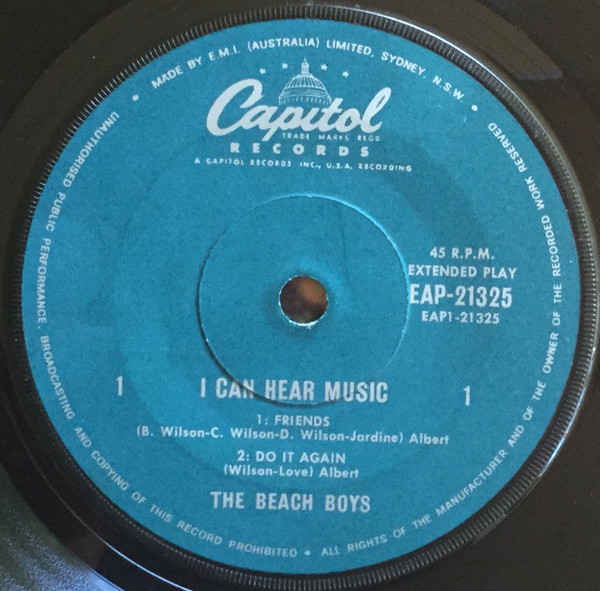 • MADE BY E.M.I. (AUSTRALIA) LIMITED, SYDNEY, N.S.W •
Capitol
TRADE MARKS REGD
RECORDS
A CAPITOL RECORDS INC., U.S.A. RECORDING
45 R.P.M.
EXTENDED PLAY
EAP-21325
EAP1-21325
1 I CAN HEAR MUSIC 1
1: FRIENDS
(B. Wilson-C. Wilson-D. Wilson-Jardine) Albert
2: DO IT AGAIN
(Wilson-Love) Albert
THE BEACH BOYS
UNAUTHORISED PUBLIC PERFORMANCE, BROADCASTING AND COPYING OF THIS RECORD PROHIBITED • ALL RIGHTS OF THE MANUFACTURER AND OF THE OWNER OF THE RECORDED WORK RESERVED